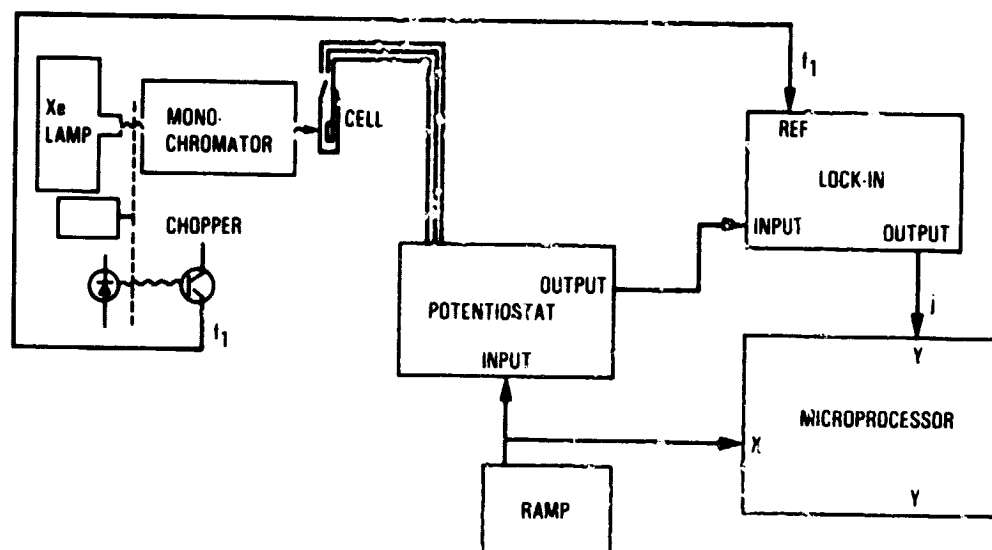 Xe
LAMP
MONO-
CHROMATOR
CELL
f1
REF
LOCK-IN
INPUT
OUTPUT
CHOPPER
f1
OUTPUT
POTENTIOSTAT
INPUT
j
Y
MICROPROCESSOR
X
Y
RAMP